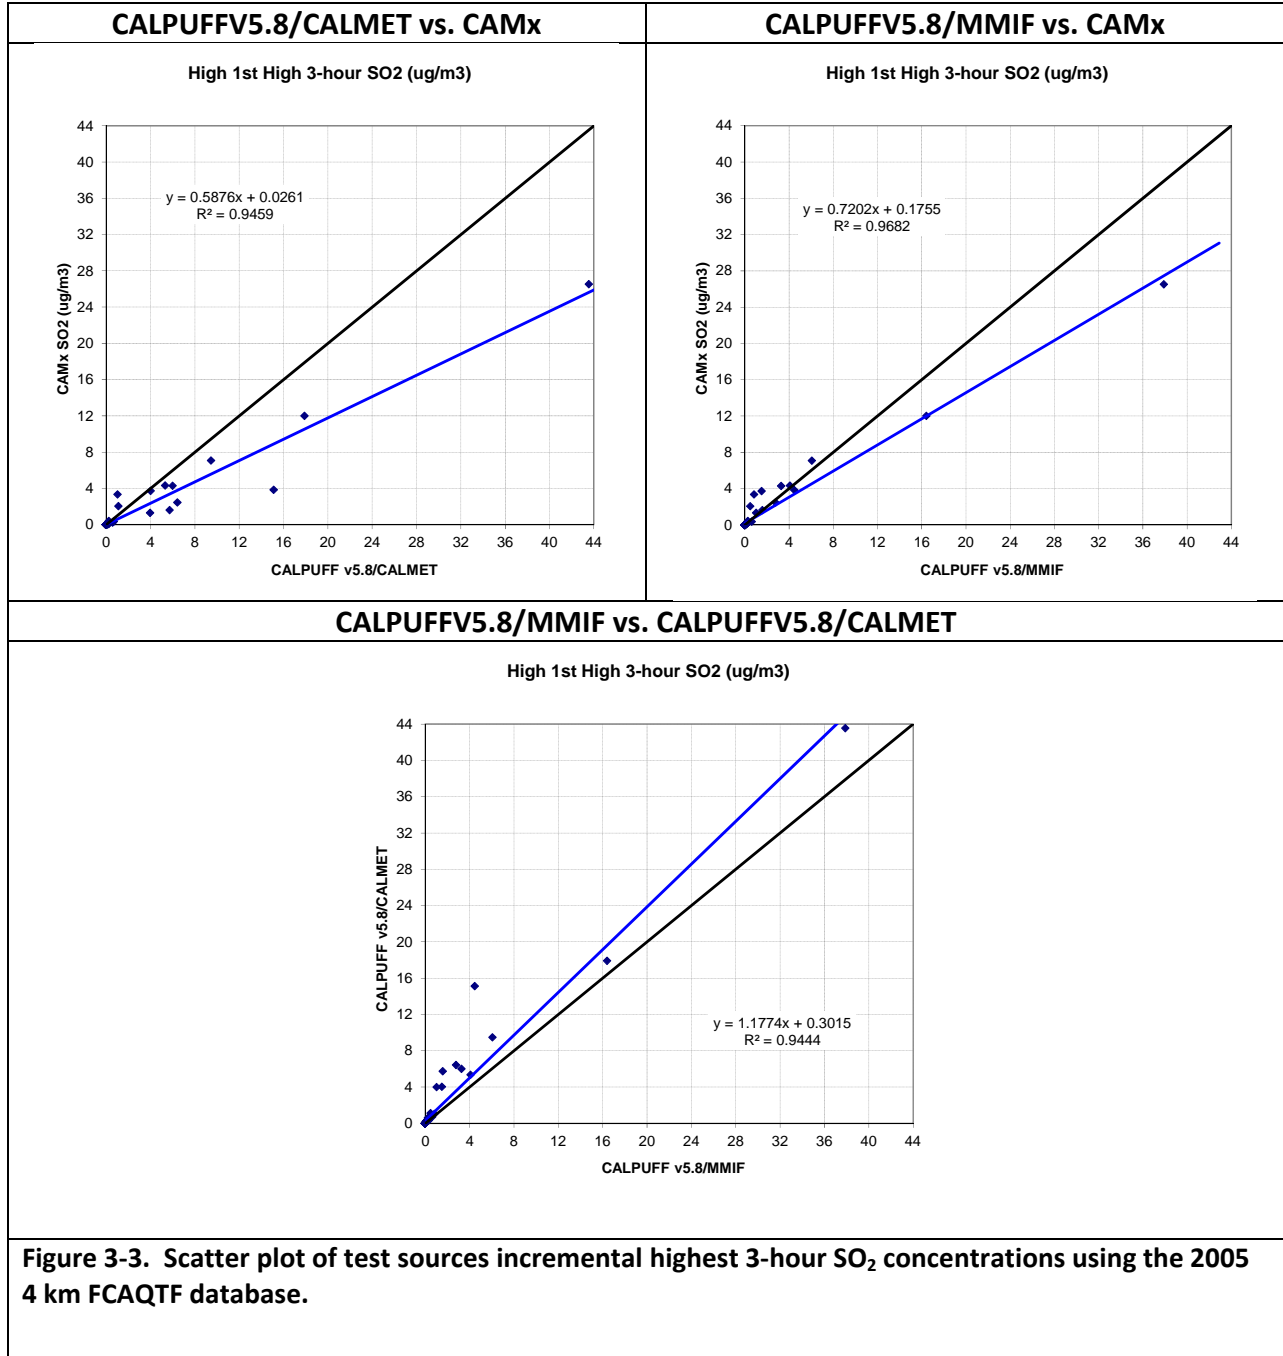 CALPUFFV5.8/CALMET vs. CAMx
CALPUFFV5.8/MMIF vs. CAMx
High 1st High 3-hour SO2 (ug/m3)
44
40
36
32
28
24
20
16
12
8
4
0
CAMx SO2 (ug/m3)
y = 0.5876x + 0.0261
R² = 0.9459
0 4 8 12 16 20 24 28 32 36 40 44
CALPUFF v5.8/CALMET
High 1st High 3-hour SO2 (ug/m3)
44
40
36
32
28
24
20
16
12
8
4
0
CAMx SO2 (ug/m3)
y = 0.7202x + 0.1755
R² = 0.9682
0 4 8 12 16 20 24 28 32 36 40 44
CALPUFF v5.8/MMIF
CALPUFFV5.8/MMIF vs. CALPUFFV5.8/CALMET
High 1st High 3-hour SO2 (ug/m3)
44
40
36
32
28
24
20
16
12
8
4
0
CALPUFF v5.8/CALMET
y = 1.1774x + 0.3015
R² = 0.9444
0 4 8 12 16 20 24 28 32 36 40 44
CALPUFF v5.8/MMIF
Figure 3-3. Scatter plot of test sources incremental highest 3-hour SO₂ concentrations using the 2005
4 km FCAQTF database.